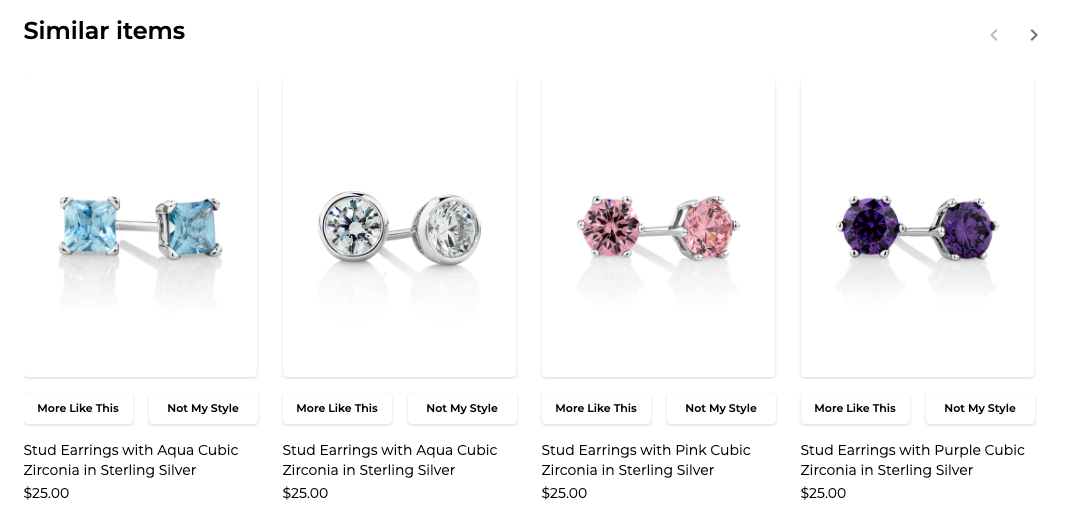 Similar items
More Like This
Not My Style
More Like This
Not My Style
More Like This
Not My Style
More Like This
Not My Style
Stud Earrings with Aqua Cubic
Zirconia in Sterling Silver
$25.00
Stud Earrings with Aqua Cubic
Zirconia in Sterling Silver
$25.00
Stud Earrings with Pink Cubic
Zirconia in Sterling Silver
$25.00
Stud Earrings with Purple Cubic
Zirconia in Sterling Silver
$25.00